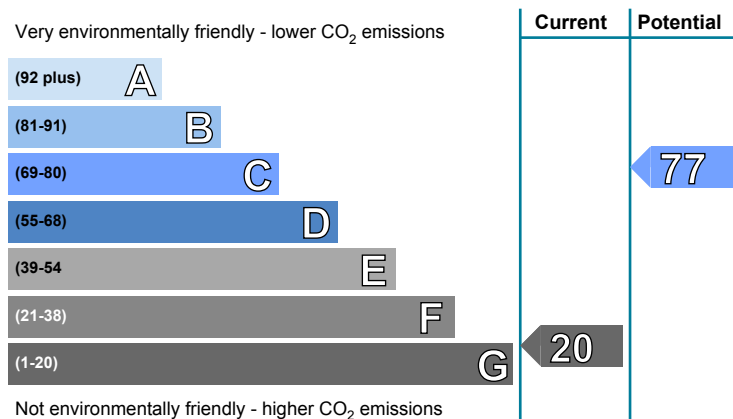 Current Potential
Very environmentally friendly - lower CO2 emissions
(92 plus) A
(81-91) B
(69-80) C
77
(55-68) D
(39-54 E
(21-38) F
(1-20) G
20
Not environmentally friendly - higher CO2 emissions